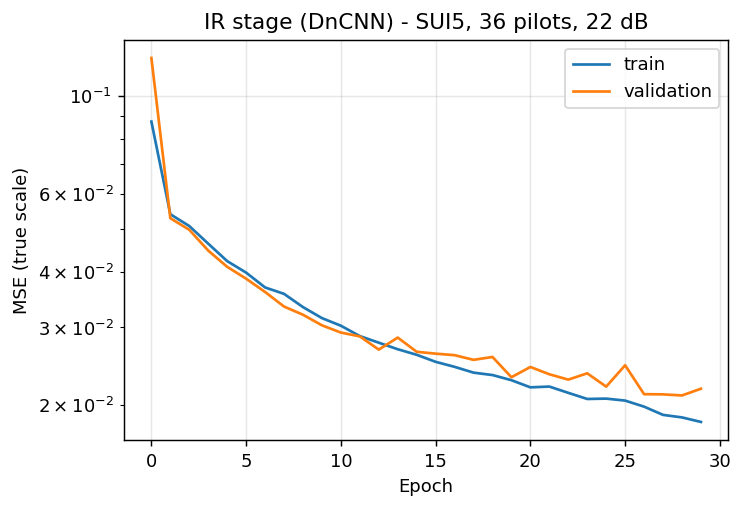 IR stage (DnCNN) - SUI5, 36 pilots, 22 dB
train
validation
MSE (true scale)
10⁻¹
6 × 10⁻²
4 × 10⁻²
3 × 10⁻²
2 × 10⁻²
0 5 10 15 20 25 30
Epoch